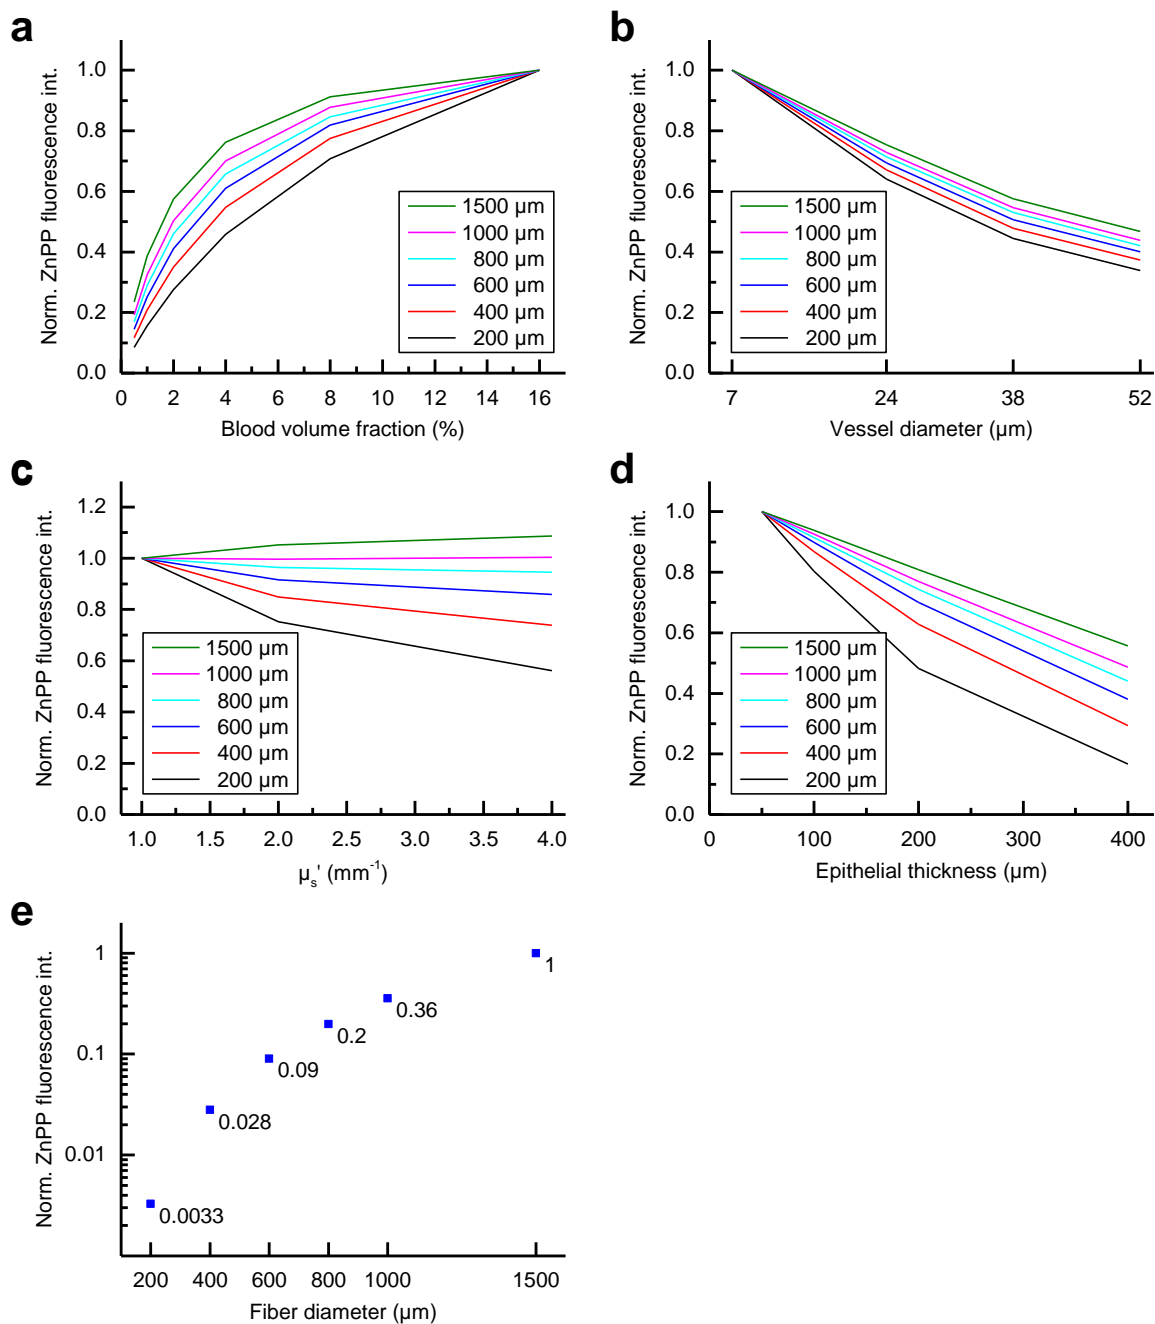 a
Norm. ZnPP fluorescence int.
1.0
0.8
0.6
0.4
0.2
0.0
0 2 4 6 8 10 12 14 16
Blood volume fraction (%)
1500 µm
1000 µm
800 µm
600 µm
400 µm
200 µm
b
Norm. ZnPP fluorescence int.
1.0
0.8
0.6
0.4
0.2
0.0
7 24 38 52
Vessel diameter (µm)
1500 µm
1000 µm
800 µm
600 µm
400 µm
200 µm
c
Norm. ZnPP fluorescence int.
1.2
1.0
0.8
0.6
0.4
0.2
0.0
1.0 1.5 2.0 2.5 3.0 3.5 4.0
µs' (mm-1)
1500 µm
1000 µm
800 µm
600 µm
400 µm
200 µm
d
Norm. ZnPP fluorescence int.
1.0
0.8
0.6
0.4
0.2
0.0
0 100 200 300 400
Epithelial thickness (µm)
1500 µm
1000 µm
800 µm
600 µm
400 µm
200 µm
e
Norm. ZnPP fluorescence int.
1
0.1
0.01
1
0.36
0.2
0.09
0.028
0.0033
200 400 600 800 1000 1500
Fiber diameter (µm)